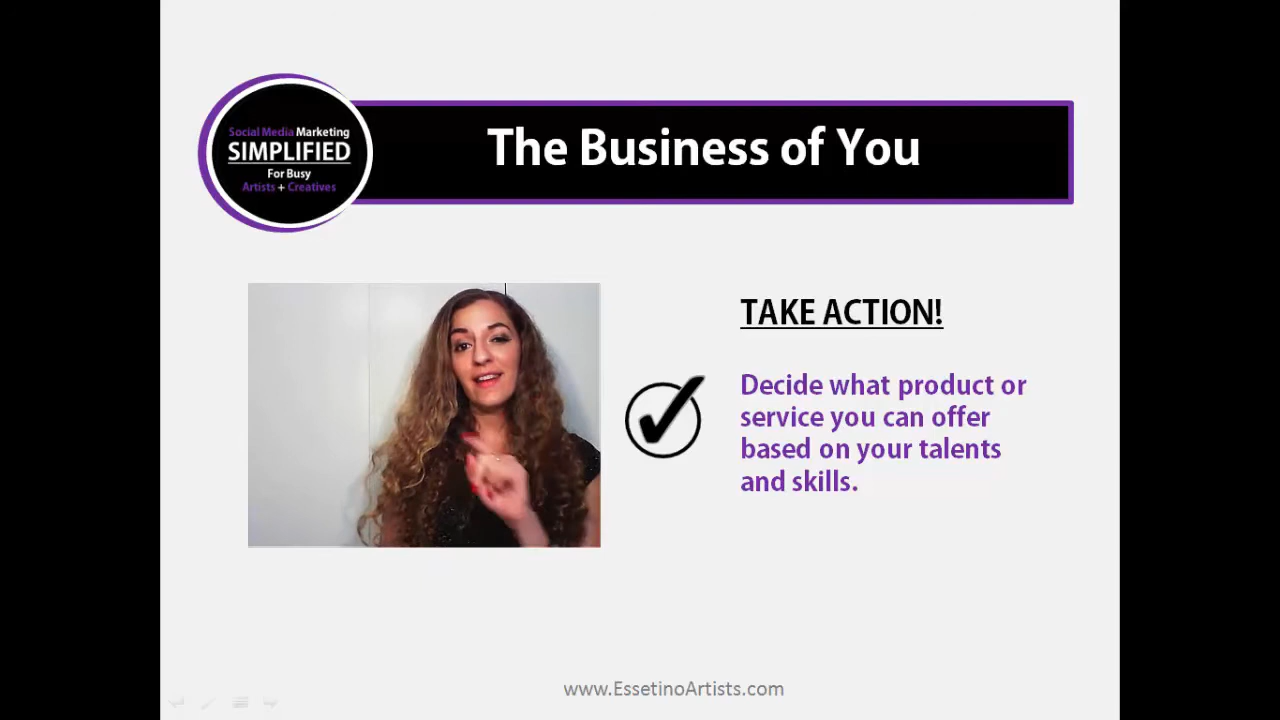 Social Media Marketing
SIMPLIFIED
For Busy
Artists + Creatives
The Business of You
TAKE ACTION!
Decide what product or
service you can offer
based on your talents
and skills.
www.EssetinoArtists.com